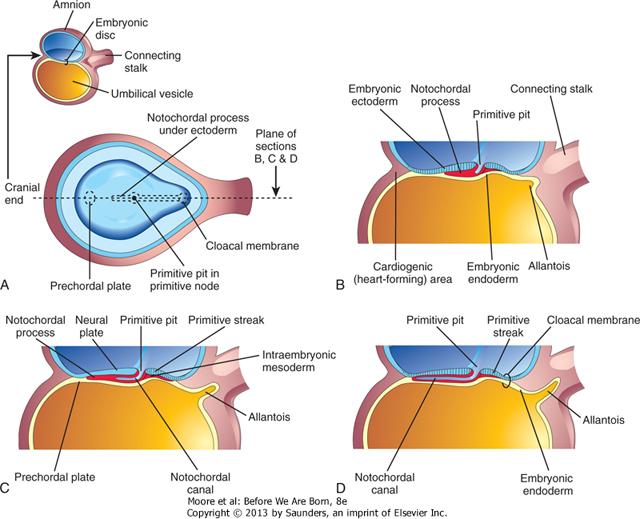 Amnion
Embryonic
disc
Connecting
stalk
Umbilical vesicle
Notochordal process
under ectoderm
Plane of
sections
B, C & D
Cranial
end
Cloacal membrane
Prechordal plate
Primitive pit in
primitive node
A
Embryonic
ectoderm
Notochordal
process
Primitive pit
Connecting stalk
Cardiogenic
(heart-forming) area
Embryonic
endoderm
Allantois
B
Notochordal
process
Neural
plate
Primitive pit
Primitive streak
Intraembryonic
mesoderm
Allantois
Prechordal plate
Notochordal
canal
C
Primitive pit
Primitive
streak
Cloacal membrane
Allantois
Notochordal
canal
Embryonic
endoderm
D
Moore et al: Before We Are Born, 8e
Copyright © 2013 by Saunders, an imprint of Elsevier Inc.